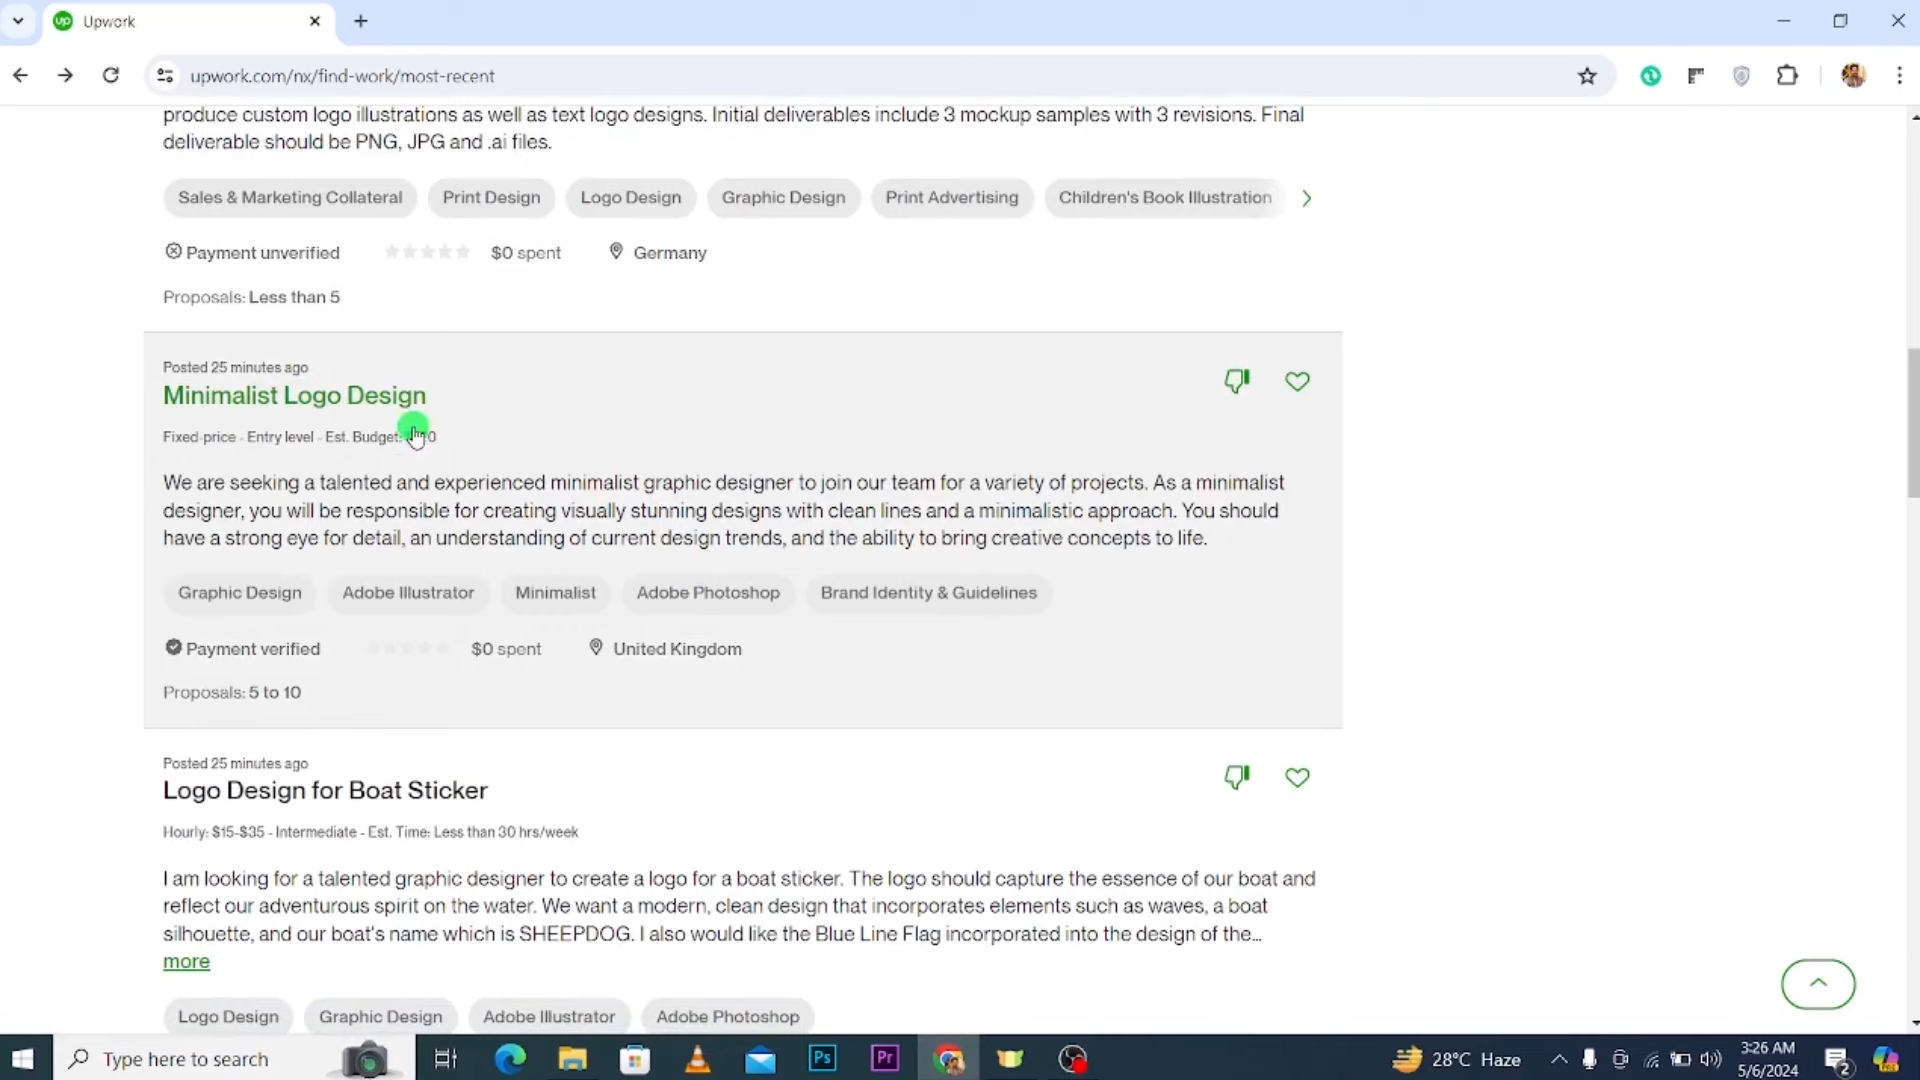 Upwork
upwork.com/nx/find-work/most-recent
produce custom logo illustrations as well as text logo designs. Initial deliverables include 3 mockup samples with 3 revisions. Final
deliverable should be PNG, JPG and .ai files.
Sales & Marketing Collateral Print Design Logo Design Graphic Design Print Advertising Children's Book Illustration
Payment unverified $0 spent Germany
Proposals: Less than 5
Posted 25 minutes ago
Minimalist Logo Design
Fixed-price - Entry level - Est. Budget:
We are seeking a talented and experienced minimalist graphic designer to join our team for a variety of projects. As a minimalist
designer, you will be responsible for creating visually stunning designs with clean lines and a minimalistic approach. You should
have a strong eye for detail, an understanding of current design trends, and the ability to bring creative concepts to life.
Graphic Design Adobe Illustrator Minimalist Adobe Photoshop Brand Identity & Guidelines
Payment verified $0 spent United Kingdom
Proposals: 5 to 10
Posted 25 minutes ago
Logo Design for Boat Sticker
Hourly: $15-$35 - Intermediate - Est. Time: Less than 30 hrs/week
I am looking for a talented graphic designer to create a logo for a boat sticker. The logo should capture the essence of our boat and
reflect our adventurous spirit on the water. We want a modern, clean design that incorporates elements such as waves, a boat
silhouette, and our boat's name which is SHEEPDOG. I also would like the Blue Line Flag incorporated into the design of the...
more
Logo Design Graphic Design Adobe Illustrator Adobe Photoshop
Type here to search
Ps
Pr
28°C Haze
3:26 AM
5/6/2024
2